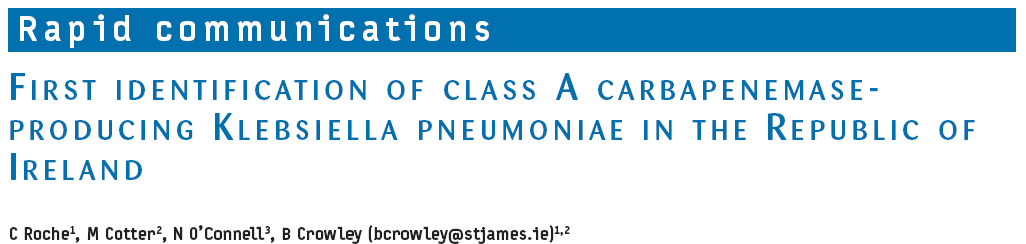 Rapid communications
First identification of class A carbapenemase-
producing Klebsiella pneumoniae in the Republic of
Ireland
C Roche¹, M Cotter², N O’Connell³, B Crowley (bcrowley@stjames.ie)¹,²